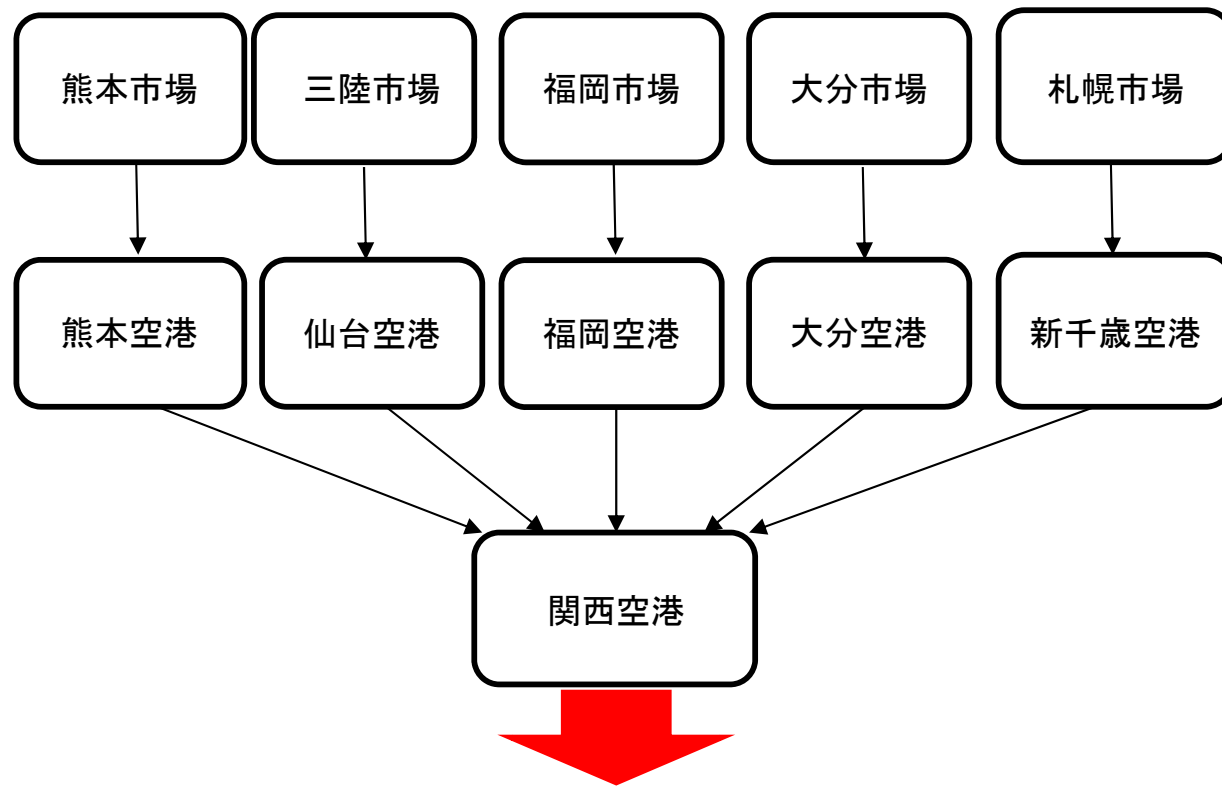 熊本市場
三陸市場
福岡市場
大分市場
札幌市場
熊本空港
仙台空港
福岡空港
大分空港
新千歳空港
関西空港